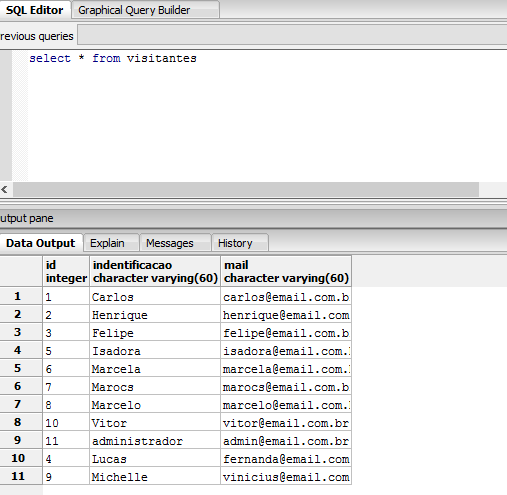 SQL Editor Graphical Query Builder
revious queries
select * from visitantes
utput pane
Data Output Explain Messages History
id indentificacao mail
integer character varying(60) character varying(60)
1 1 Carlos carlos@email.com.b
2 2 Henrique henrique@email.com
3 3 Felipe felipe@email.com.b
4 5 Isadora isadora@email.com.
5 6 Marcela marcela@email.com.
6 7 Marocs marocs@email.com.b
7 8 Marcelo marcelo@email.com.
8 10 Vitor vitor@email.com.br
9 11 administrador admin@email.com.br
10 4 Lucas fernanda@email.com
11 9 Michelle vinicius@email.com